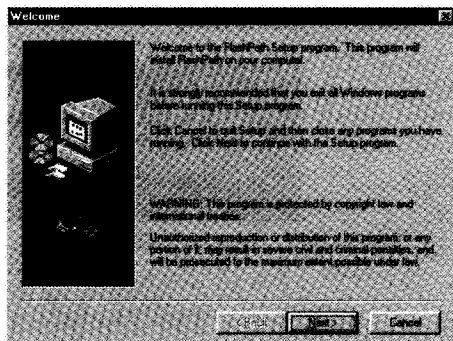 Welcome
Welcome to the FlashPath Setup program. This program will
install FlashPath on your computer.
It is strongly recommended that you exit all Windows programs
before running this Setup program.
Click Cancel to quit Setup and then close any programs you have
running. Click Next to continue with the Setup program.
WARNING: This program is protected by copyright law and
international treaties.
Unauthorized reproduction or distribution of this program, or any
portion of it, may result in severe civil and criminal penalties, and
will be prosecuted to the maximum extent possible under law.
< Back Next > Cancel